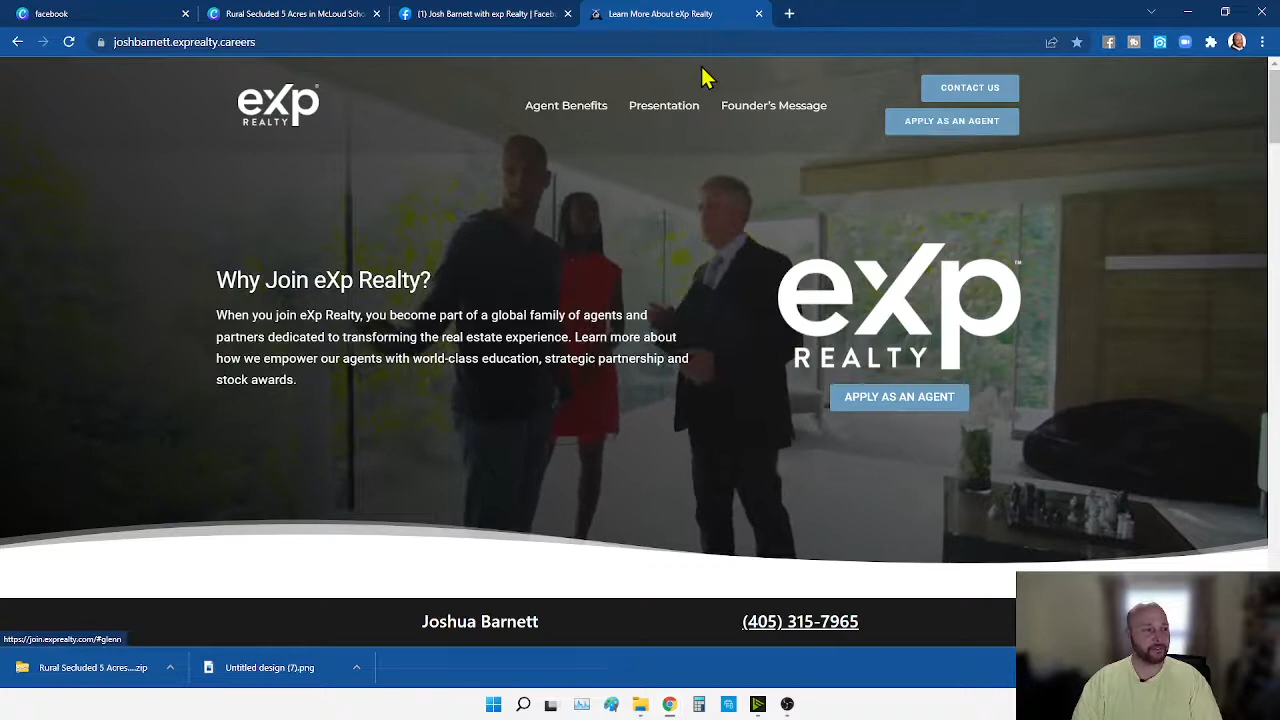 facebook
Rural Secluded 5 Acres in McLoud Scho
(1) Josh Barnett with exp Realty | Facebo
Learn More About eXp Realty
joshbarnett.exprealty.careers
eXp
REALTY
Agent Benefits
Presentation
Founder's Message
CONTACT US
APPLY AS AN AGENT
Why Join eXp Realty?
When you join eXp Realty, you become part of a global family of agents and
partners dedicated to transforming the real estate experience. Learn more about
how we empower our agents with world-class education, strategic partnership and
stock awards.
eXp
REALTY
APPLY AS AN AGENT
Joshua Barnett
(405) 315-7965
https://join.exprealty.com/#glenn
Rural Secluded 5 Acres....zip
Untitled design (7).png